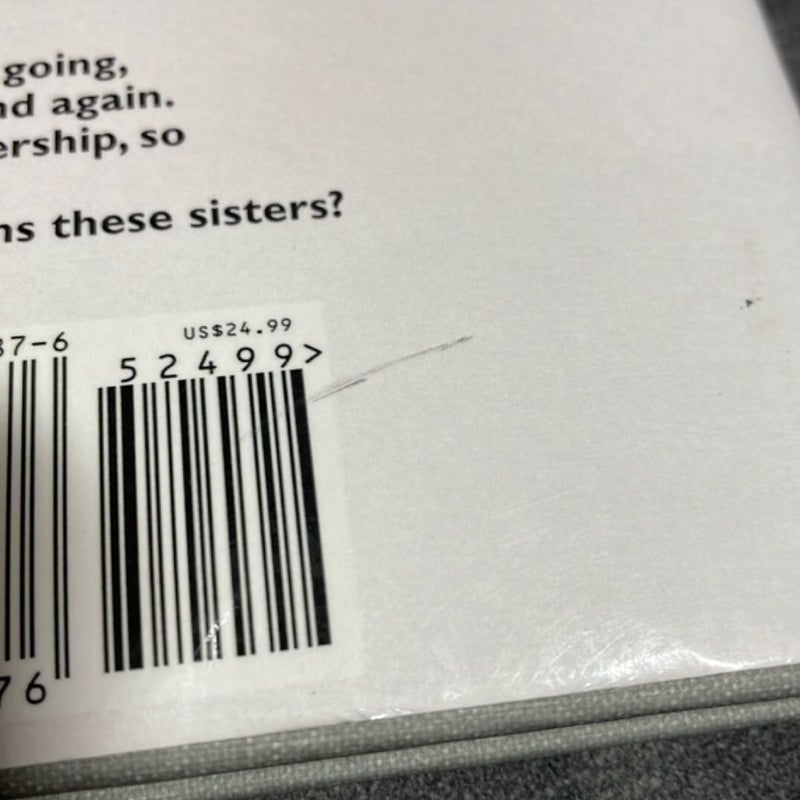 going,
nd again.
ership, so
ns these sisters?
37-6
US$24.99
52499>
76